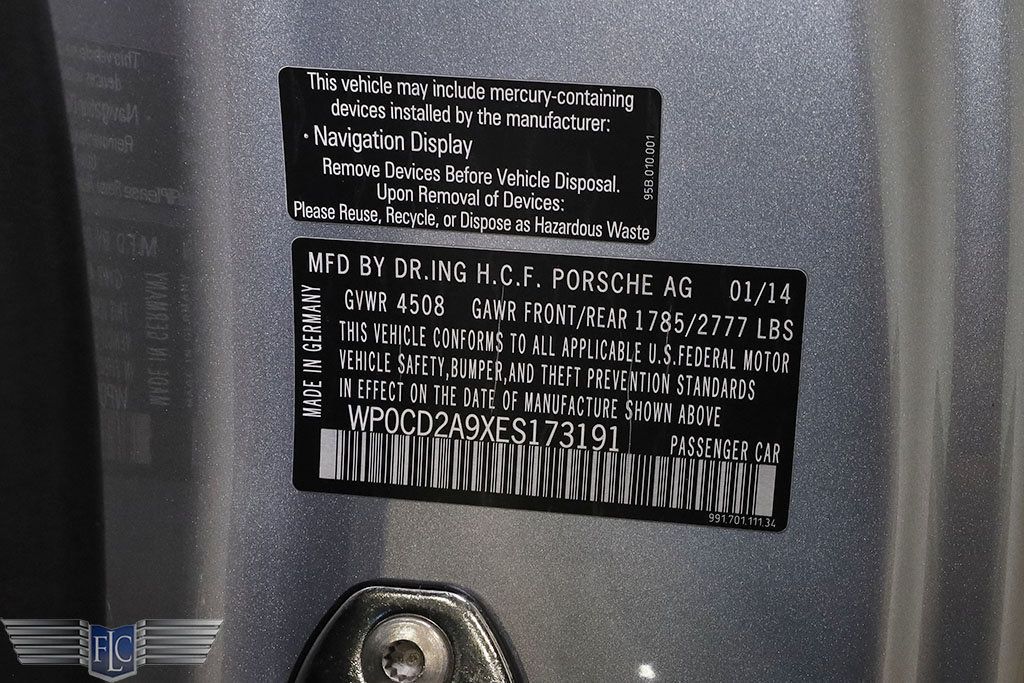 This vehicle may include mercury-containing
devices installed by the manufacturer:
• Navigation Display
Remove Devices Before Vehicle Disposal.
Upon Removal of Devices:
Please Reuse, Recycle, or Dispose as Hazardous Waste
95B.010.001
MFD BY DR.ING H.C.F. PORSCHE AG 01/14
GVWR 4508 GAWR FRONT/REAR 1785/2777 LBS
THIS VEHICLE CONFORMS TO ALL APPLICABLE U.S.FEDERAL MOTOR
VEHICLE SAFETY,BUMPER,AND THEFT PREVENTION STANDARDS
IN EFFECT ON THE DATE OF MANUFACTURE SHOWN ABOVE
MADE IN GERMANY
WP0CD2A9XES173191 PASSENGER CAR
991.701.111.34
FLC